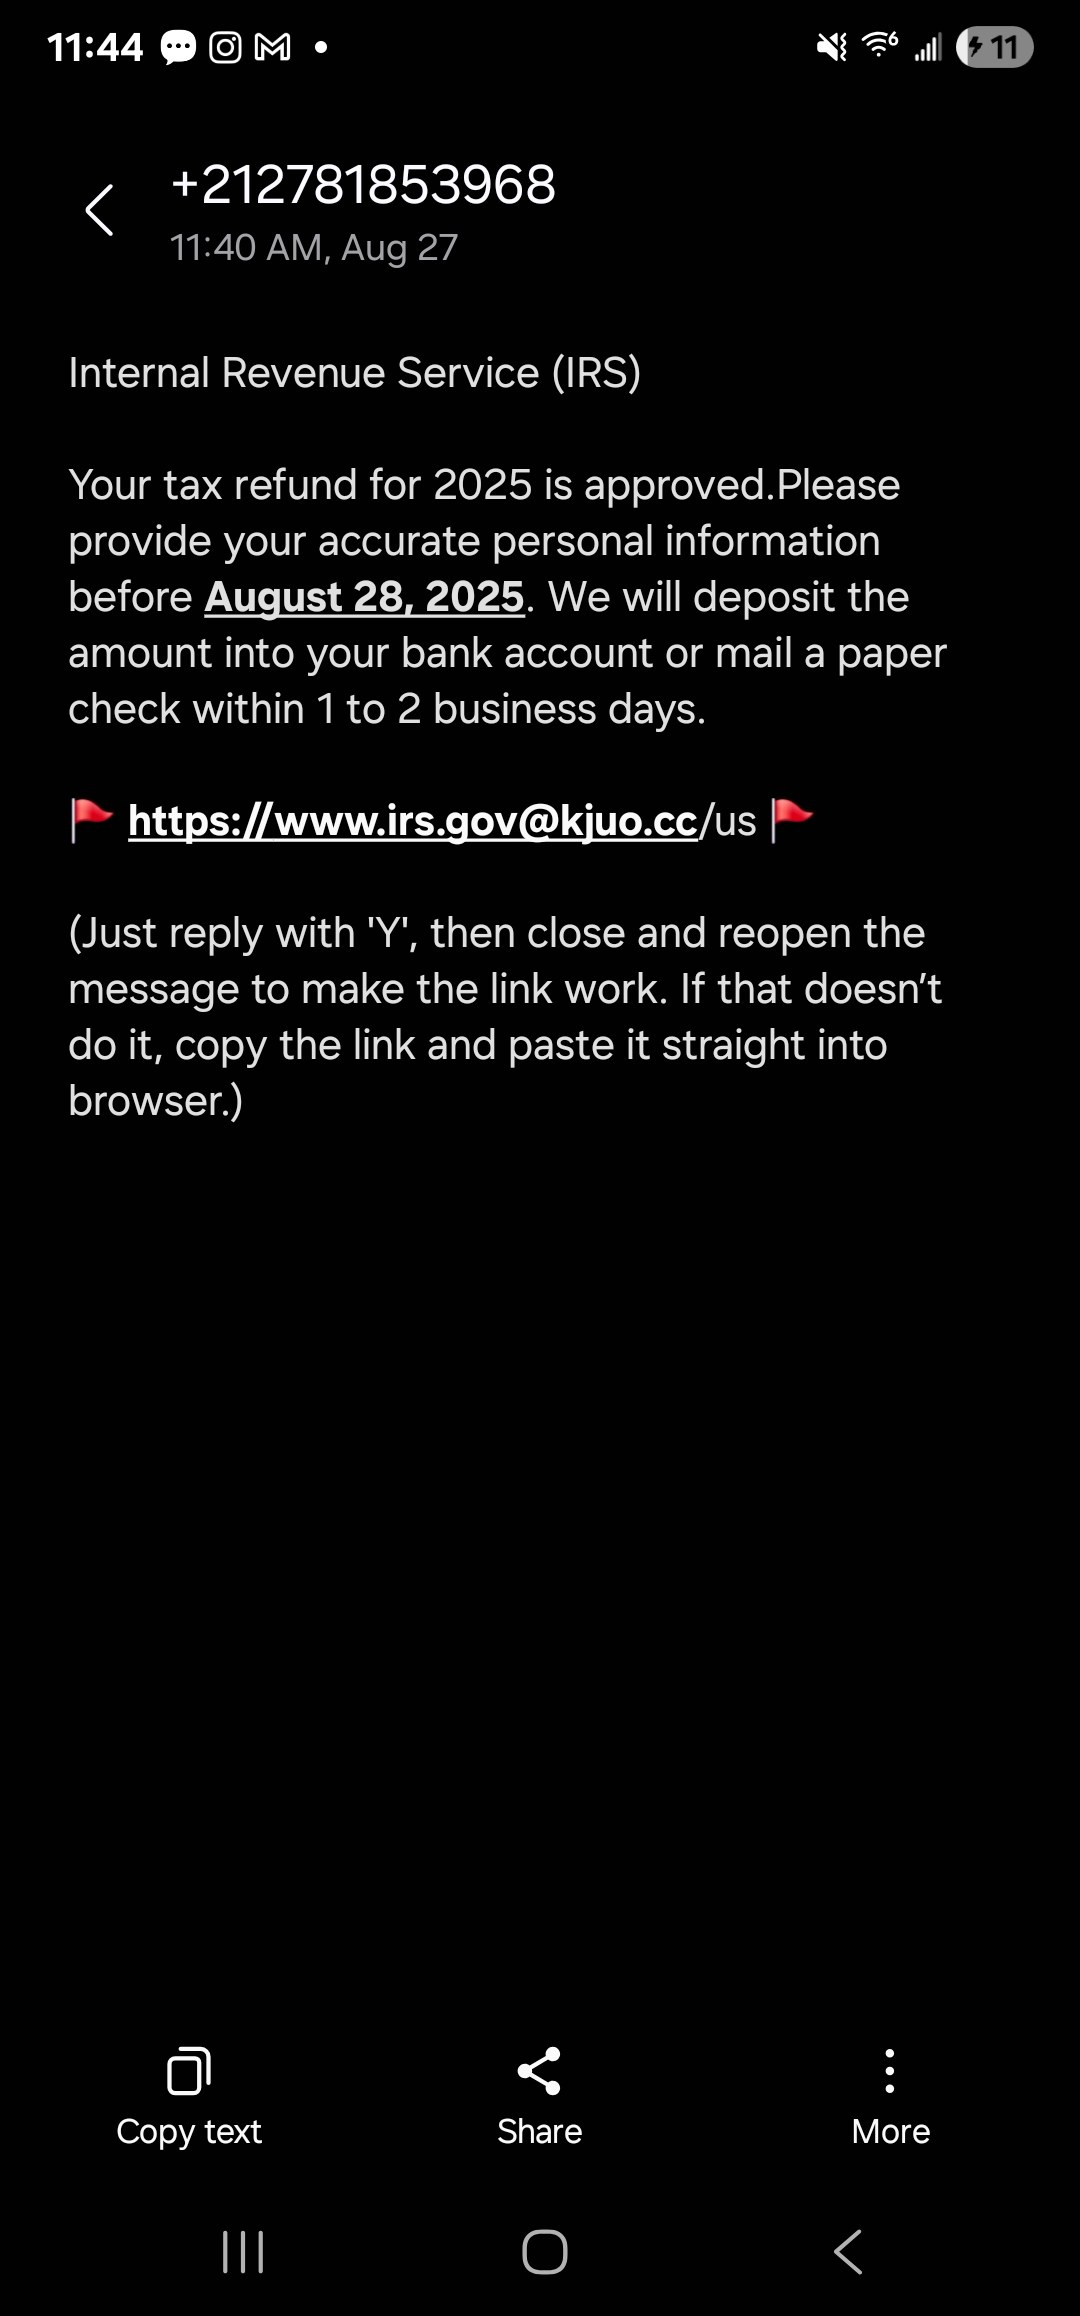 11:44
6
11
+212781853968
11:40 AM, Aug 27
Internal Revenue Service (IRS)
Your tax refund for 2025 is approved.Please
provide your accurate personal information
before August 28, 2025. We will deposit the
amount into your bank account or mail a paper
check within 1 to 2 business days.
🚩 https://www.irs.gov@kjuo.cc/us 🚩
(Just reply with 'Y', then close and reopen the
message to make the link work. If that doesn’t
do it, copy the link and paste it straight into
browser.)
Copy text
Share
More